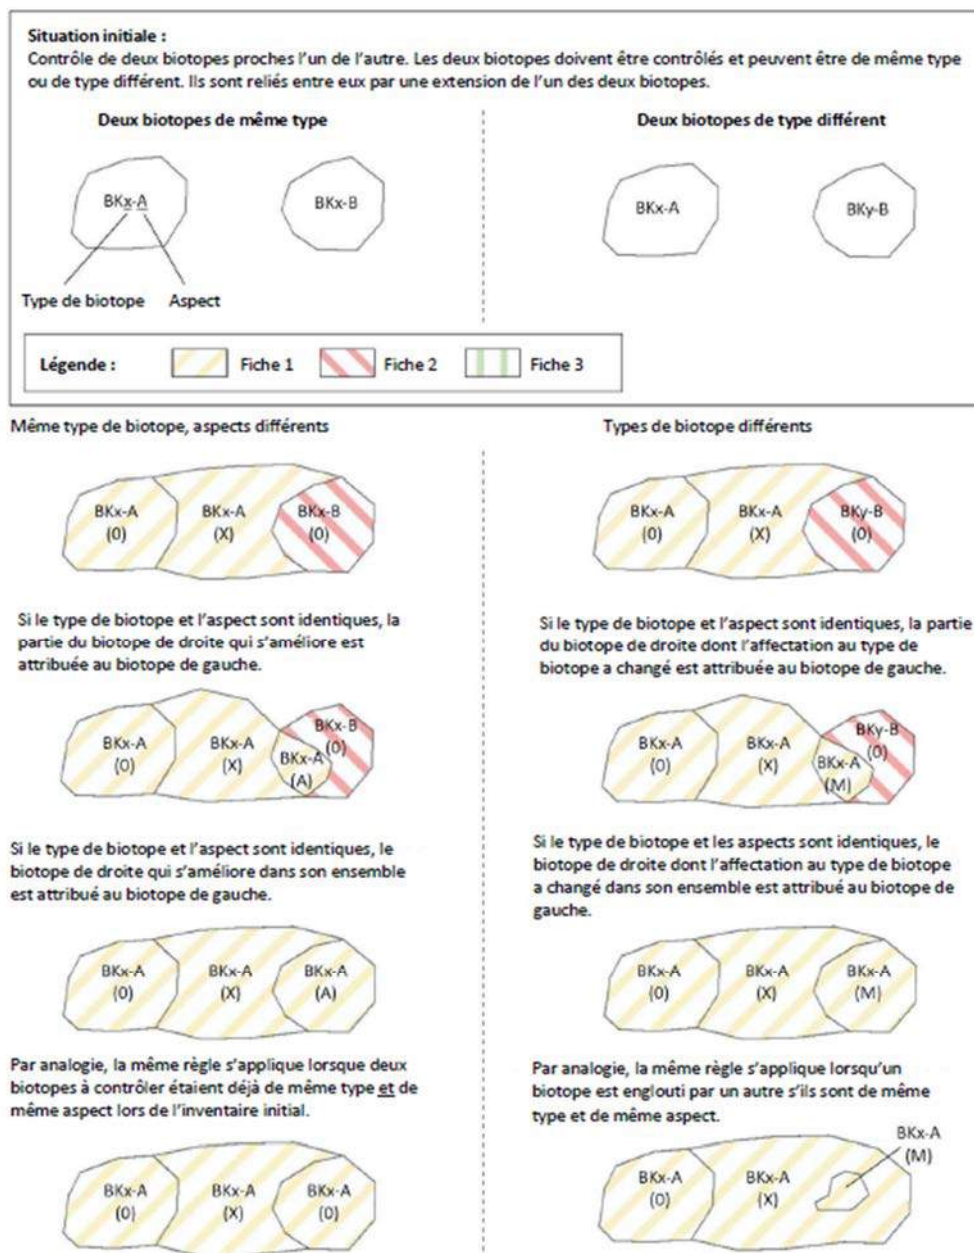 Situation initiale :
Contrôle de deux biotopes proches l'un de l'autre. Les deux biotopes doivent être contrôlés et peuvent être de même type
ou de type différent. Ils sont reliés entre eux par une extension de l'un des deux biotopes.
Deux biotopes de même type
Deux biotopes de type différent
BKx-A
BKx-B
BKx-A
BKy-B
Type de biotope
Aspect
Légende :
Fiche 1
Fiche 2
Fiche 3
Même type de biotope, aspects différents
Types de biotope différents
BKx-A
(0)
BKx-A
(X)
BKx-B
(0)
BKx-A
(0)
BKx-A
(X)
BKy-B
(0)
Si le type de biotope et l'aspect sont identiques, la
partie du biotope de droite qui s'améliore est
attribuée au biotope de gauche.
Si le type de biotope et l'aspect sont identiques, la partie
du biotope de droite dont l'affectation au type de
biotope a changé est attribuée au biotope de gauche.
BKx-A
(0)
BKx-A
(X)
BKx-B
(0)
BKx-A
(A)
BKx-A
(0)
BKx-A
(X)
BKy-B
(0)
BKx-A
(M)
Si le type de biotope et l'aspect sont identiques, le
biotope de droite qui s'améliore dans son ensemble
est attribué au biotope de gauche.
Si le type de biotope et les aspects sont identiques, le
biotope de droite dont l'affectation au type de biotope
a changé dans son ensemble est attribué au biotope de
gauche.
BKx-A
(0)
BKx-A
(X)
BKx-A
(A)
BKx-A
(0)
BKx-A
(X)
BKx-A
(M)
Par analogie, la même règle s'applique lorsque deux
biotopes à contrôler étaient déjà de même type et de
même aspect lors de l'inventaire initial.
Par analogie, la même règle s'applique lorsqu'un
biotope est englouti par un autre s'ils sont de même
type et de même aspect.
BKx-A
(0)
BKx-A
(X)
BKx-A
(0)
BKx-A
(0)
BKx-A
(X)
BKx-A
(M)